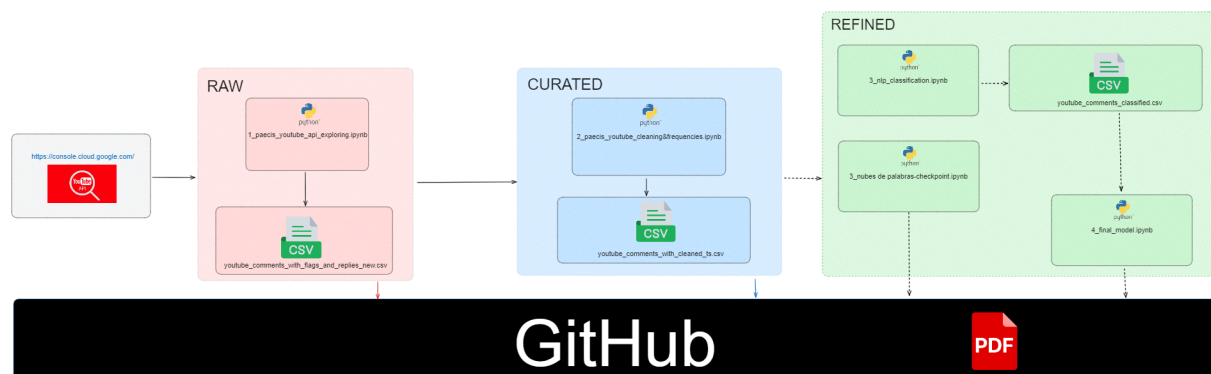 https://console.cloud.google.com/
YouTube
API
RAW
python
1_paecis_youtube_api_exploring.ipynb
CSV
youtube_comments_with_flags_and_replies_new.csv
CURATED
python
2_paecis_youtube_cleaning&frequencies.ipynb
CSV
youtube_comments_with_cleaned_ts.csv
REFINED
python
3_nlp_classification.ipynb
CSV
youtube_comments_classified.csv
python
3_nubes de palabras-checkpoint.ipynb
python
4_final_model.ipynb
GitHub
PDF